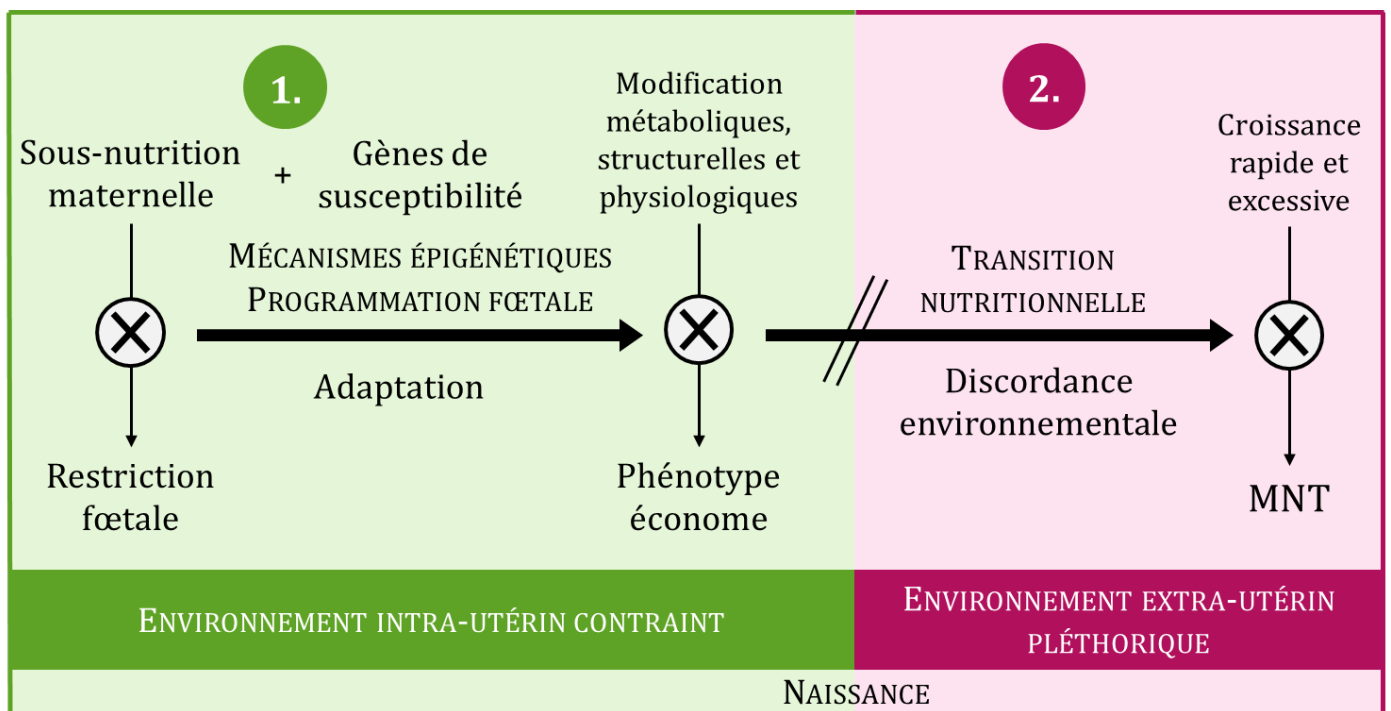 1.
Sous-nutrition
maternelle
+
Gènes de
susceptibilité
Modification
métaboliques,
structurelles et
physiologiques
MÉCANISMES ÉPIGÉNÉTIQUES
PROGRAMMATION FŒTALE
Adaptation
Restriction
fœtale
Phénotype
économe
2.
Croissance
rapide et
excessive
TRANSITION
NUTRITIONNELLE
Discordance
environnementale
MNT
ENVIRONNEMENT INTRA-UTÉRIN CONTRAINT
ENVIRONNEMENT EXTRA-UTÉRIN
PLÉTHORIQUE
NAISSANCE